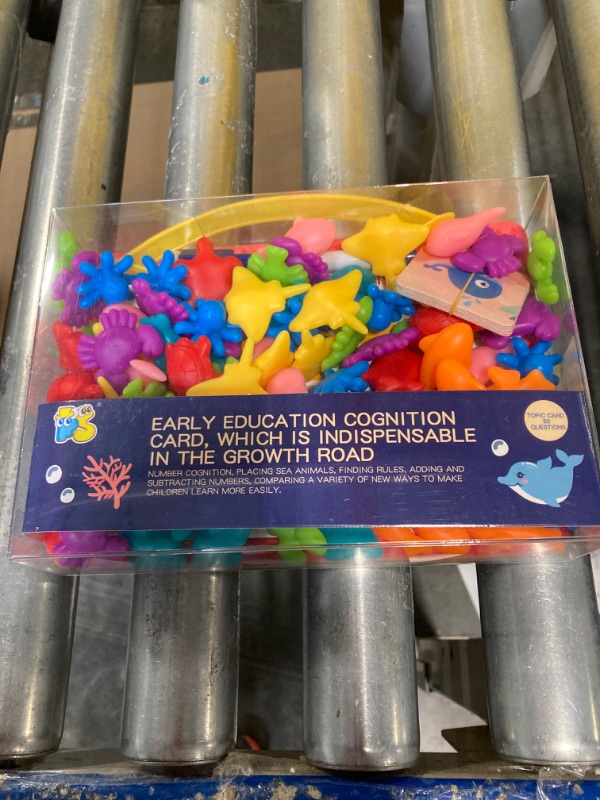 EARLY EDUCATION COGNITION
CARD, WHICH IS INDISPENSABLE
IN THE GROWTH ROAD
NUMBER COGNITION, PLACING SEA ANIMALS, FINDING RULES, ADDING AND
SUBTRACTING NUMBERS, COMPARING A VARIETY OF NEW WAYS TO MAKE
CHILDREN LEARN MORE EASILY.
TOPIC CARD
30
QUESTIONS